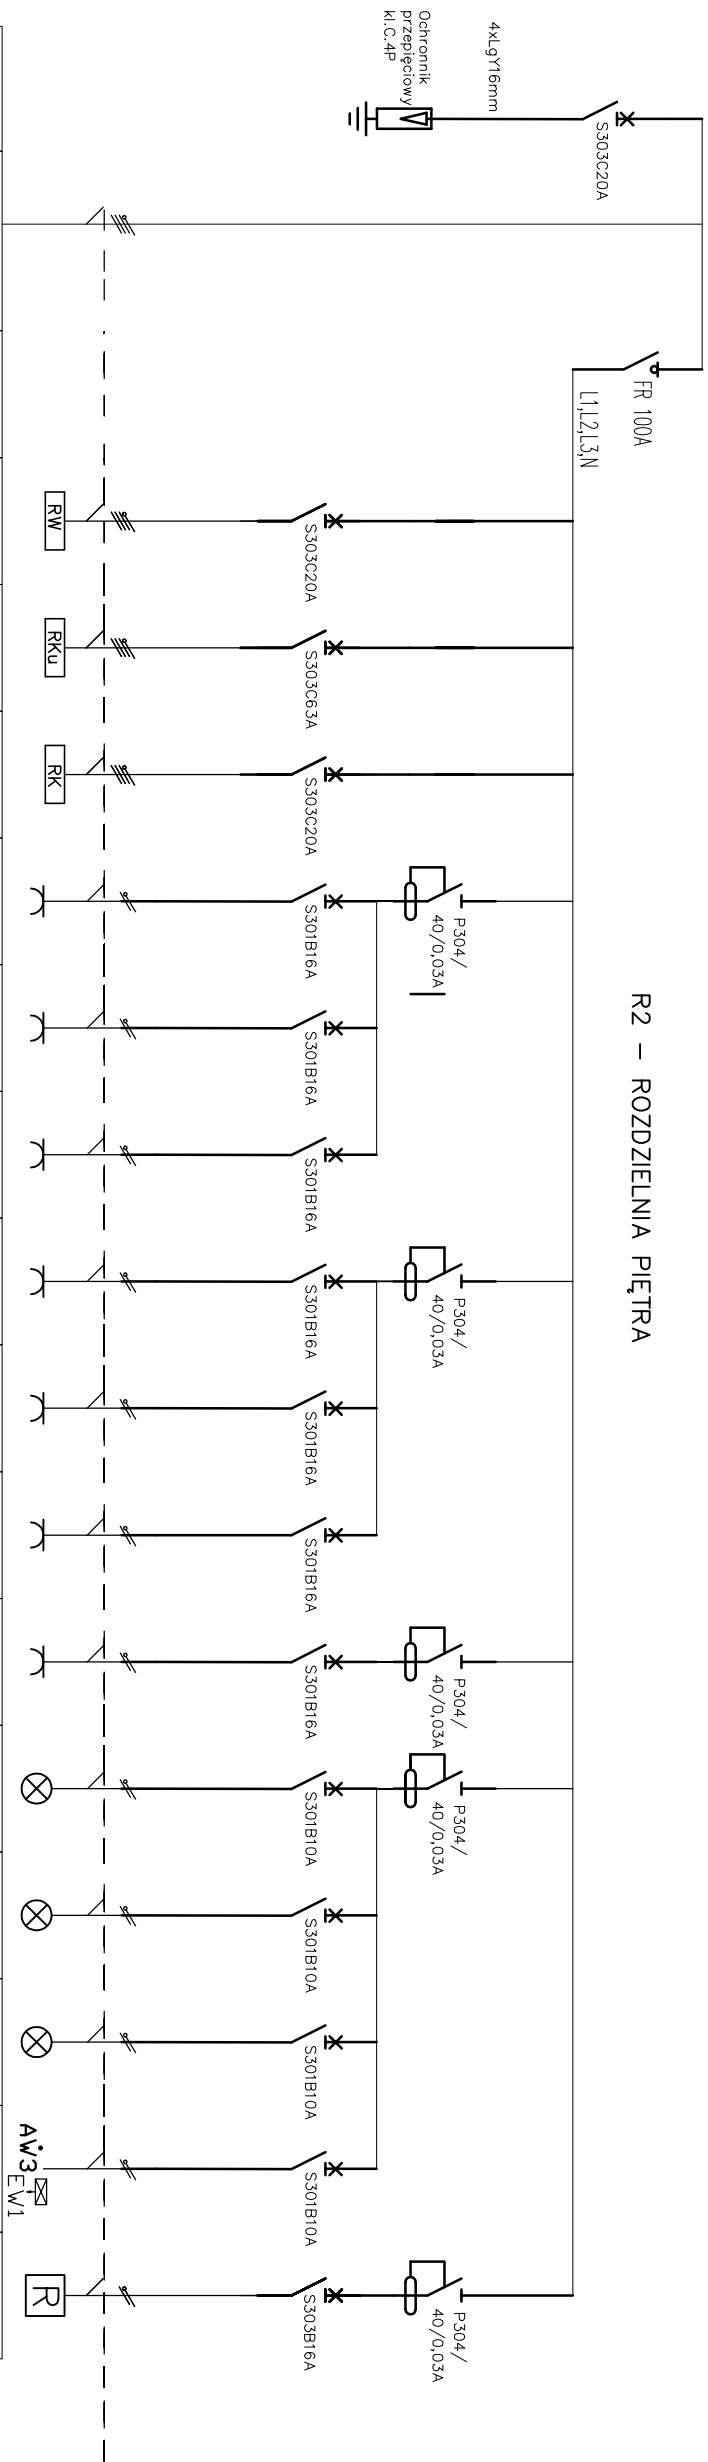 R2 – ROZDZIELNIA PIĘTRA
S303C20A
4xLgY16mm
Ochronnik
przepięciowy
kl.C.4P
FR 100A
L1,L2,L3,N
S303C20A
RW
S303C63A
RKu
S303C20A
RK
P304/
40/0,03A
S301B16A
S301B16A
S301B16A
P304/
40/0,03A
S301B16A
S301B16A
S301B16A
P304/
40/0,03A
S301B16A
P304/
40/0,03A
S301B10A
S301B10A
S301B10A
S301B10A
AW3
EW1
P304/
40/0,03A
S303B16A
R